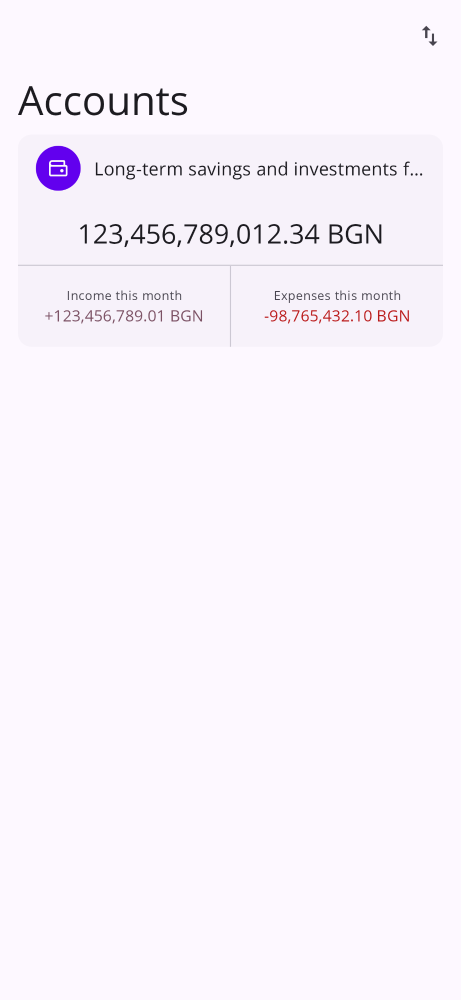 Accounts
Long-term savings and investments f...
123,456,789,012.34 BGN
Income this month
+123,456,789.01 BGN
Expenses this month
-98,765,432.10 BGN